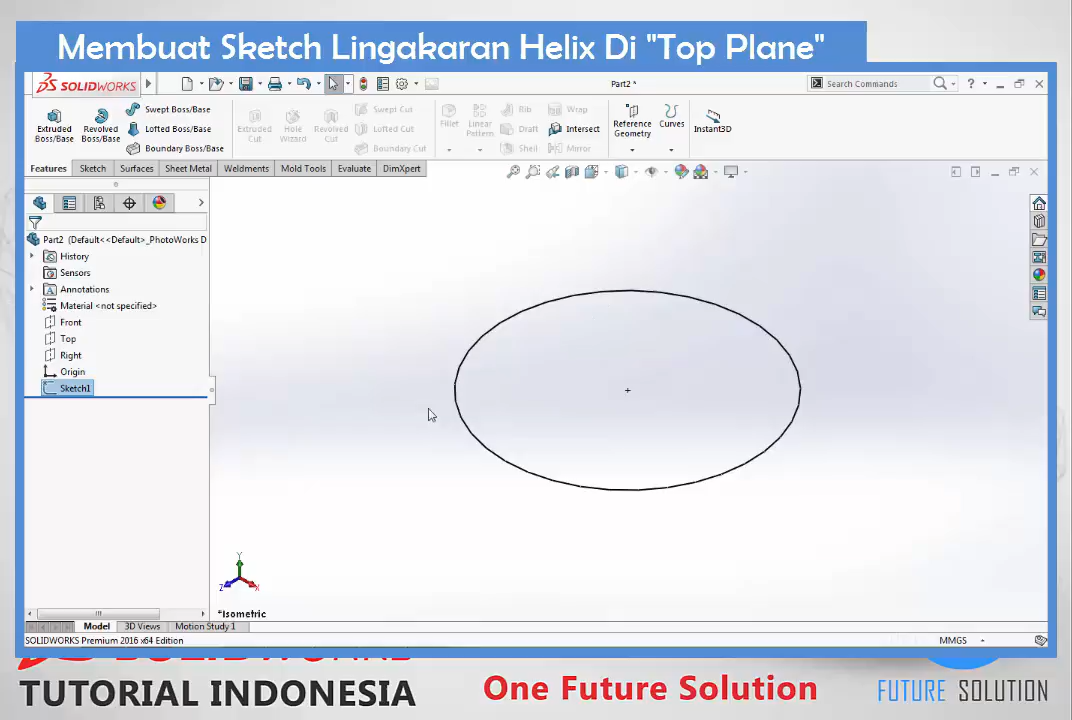 Membuat Sketch Lingakaran Helix Di "Top Plane"
SOLIDWORKS
Part2 *
Search Commands
Extruded Boss/Base
Revolved Boss/Base
Swept Boss/Base
Lofted Boss/Base
Boundary Boss/Base
Extruded Cut
Hole Wizard
Revolved Cut
Swept Cut
Lofted Cut
Boundary Cut
Fillet
Linear Pattern
Rib
Draft
Shell
Wrap
Intersect
Mirror
Reference Geometry
Curves
Instant3D
Features
Sketch
Surfaces
Sheet Metal
Weldments
Mold Tools
Evaluate
DimXpert
Part2 (Default<<Default>_PhotoWorks D
History
Sensors
Annotations
Material <not specified>
Front
Top
Right
Origin
Sketch1
Y
Z
X
*Isometric
Model
3D Views
Motion Study 1
SOLIDWORKS Premium 2016 x64 Edition
MMGS
TUTORIAL INDONESIA
One Future Solution
FUTURE SOLUTION